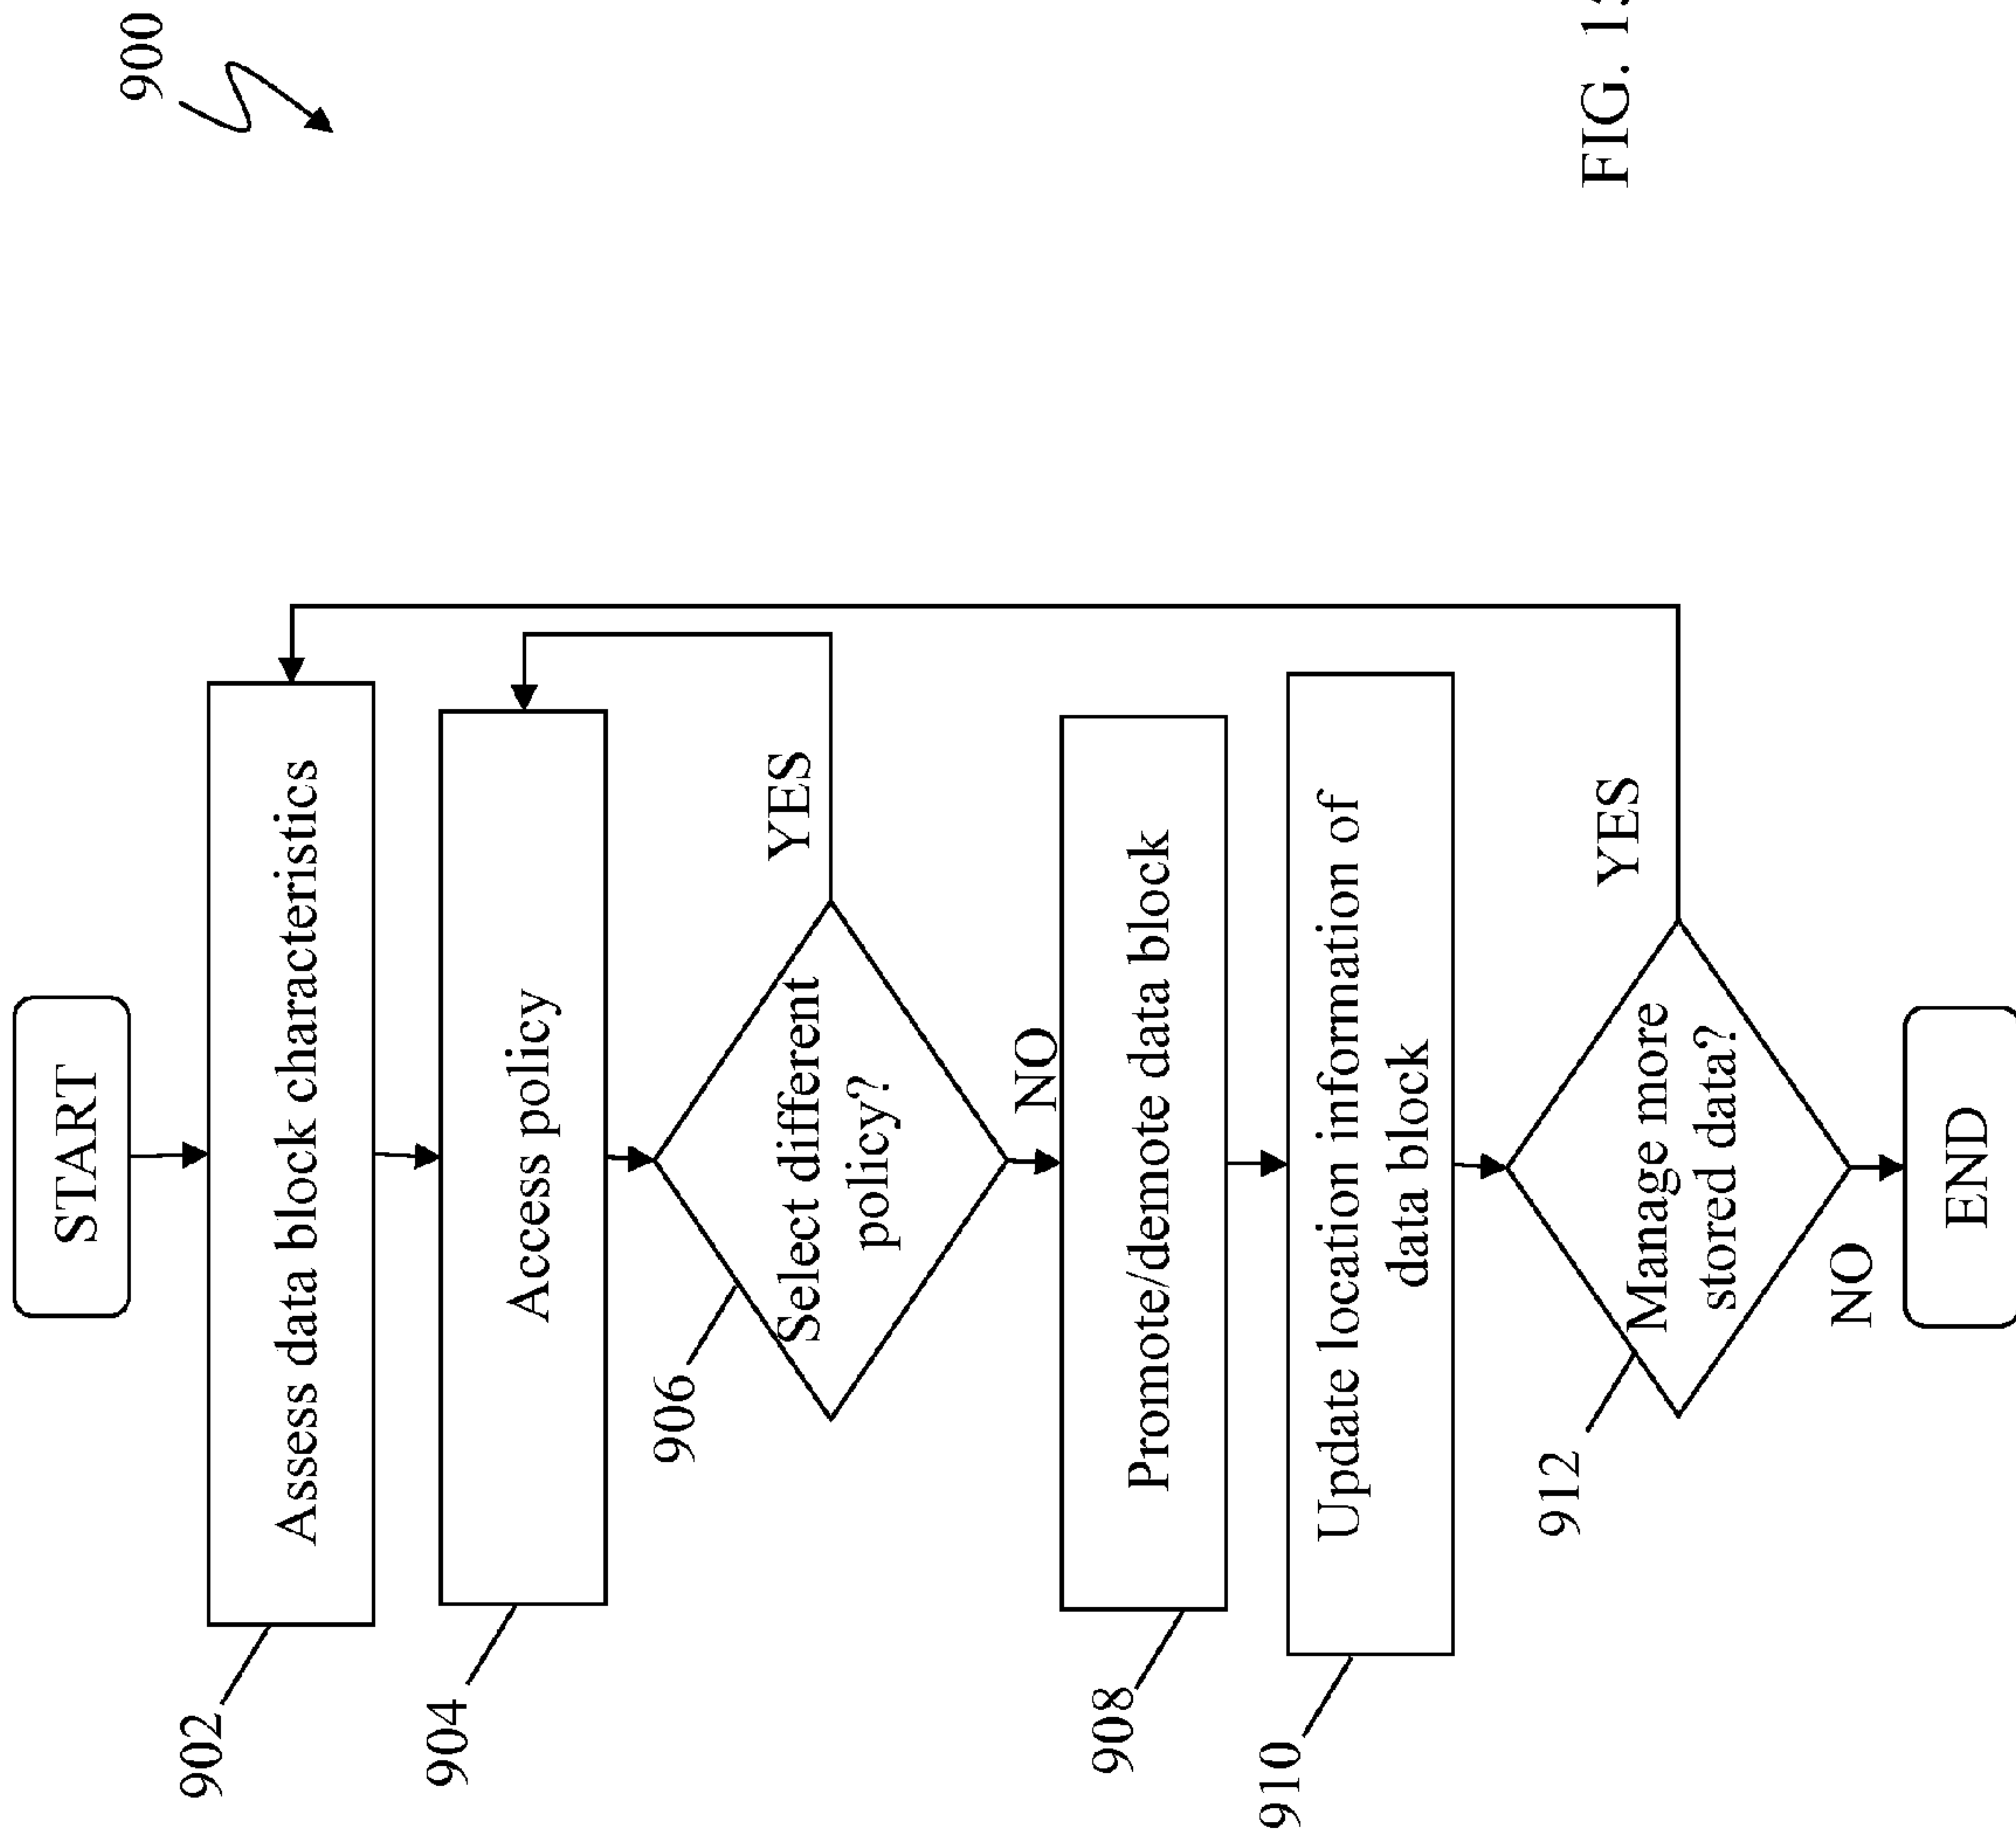 900
START
902
Assess data block characteristics
904
Access policy
906
Select different
policy?
YES
NO
908
Promote/demote data block
910
Update location information of
data block
912
Manage more
stored data?
YES
NO
END
FIG.